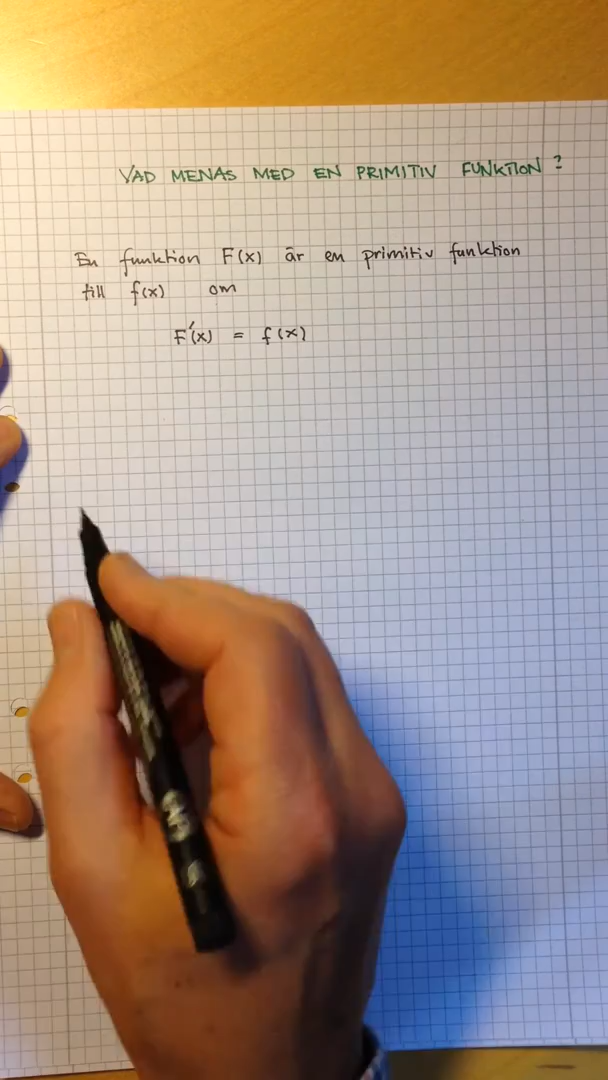 VAD MENAS MED EN PRIMITIV FUNKTION?
En funktion F(x) är en primitiv funktion
till f(x) om
F'(x) = f(x)